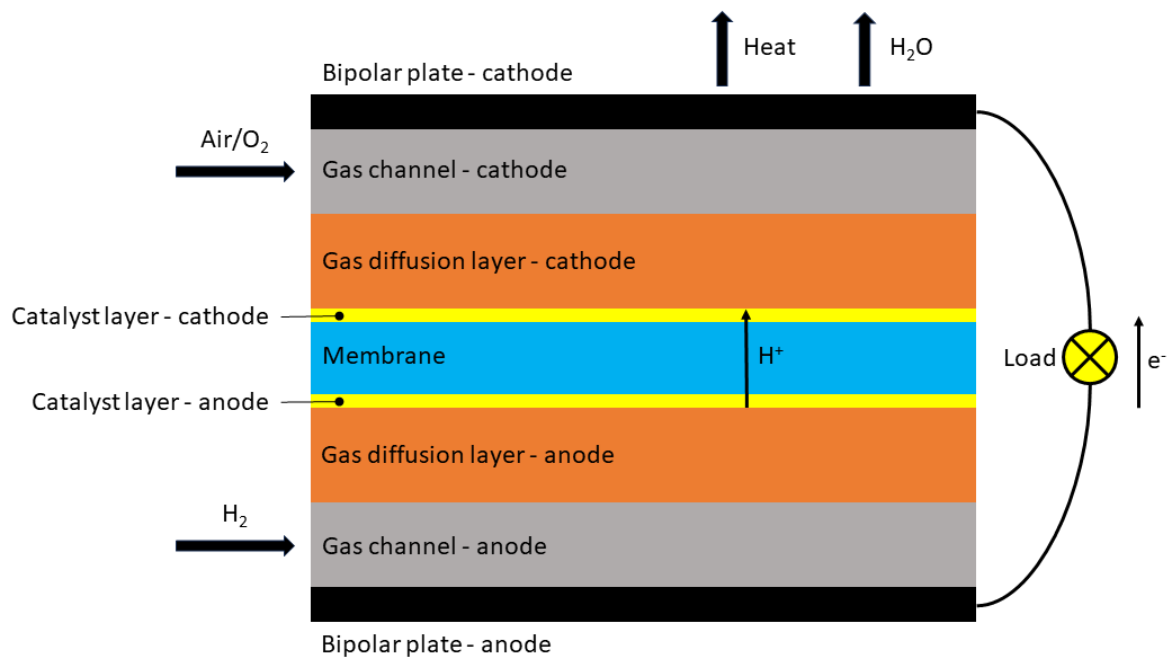 Heat
H₂O
Bipolar plate - cathode
Air/O₂
Gas channel - cathode
Gas diffusion layer - cathode
Catalyst layer - cathode
Membrane
H⁺
Load
e⁻
Catalyst layer - anode
Gas diffusion layer - anode
H₂
Gas channel - anode
Bipolar plate - anode